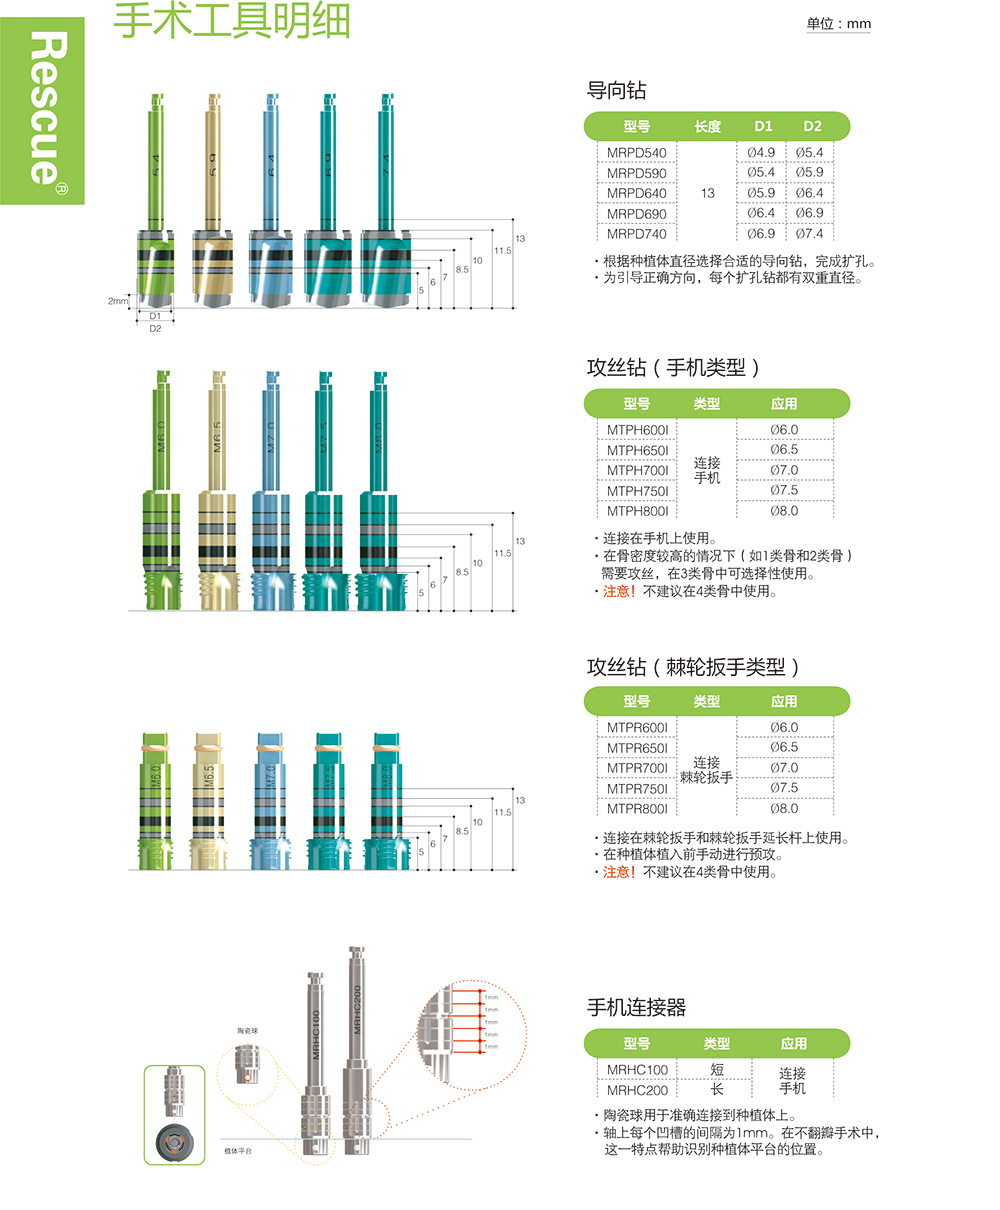 手术工具明细
单位：mm
Rescue®
导向钻
型号 长度 D1 D2
MRPD540 Ø4.9 Ø5.4
MRPD590 Ø5.4 Ø5.9
MRPD640 13 Ø5.9 Ø6.4
MRPD690 Ø6.4 Ø6.9
MRPD740 Ø6.9 Ø7.4
·根据种植体直径选择合适的导向钻，完成扩孔。
·为引导正确方向，每个扩孔钻都有双重直径。
5.4 5.9 6.4 6.9 7.4
13
11.5
10
8.5
7
6
5
2mm
D1
D2
攻丝钻（手机类型）
型号 类型 应用
MTPH600I Ø6.0
MTPH650I Ø6.5
MTPH700I 连接手机 Ø7.0
MTPH750I Ø7.5
MTPH800I Ø8.0
·连接在手机上使用。
·在骨密度较高的情况下（如1类骨和2类骨）
需要攻丝，在3类骨中可选择性使用。
·注意！不建议在4类骨中使用。
M6.0 M6.5 M7.0 M7.5 M8.0
13
11.5
10
8.5
7
6
5
攻丝钻（棘轮扳手类型）
型号 类型 应用
MTPR600I Ø6.0
MTPR650I Ø6.5
MTPR700I 连接棘轮扳手 Ø7.0
MTPR750I Ø7.5
MTPR800I Ø8.0
·连接在棘轮扳手和棘轮扳手延长杆上使用。
·在种植体植入前手动进行预攻。
·注意！不建议在4类骨中使用。
M6.0 M6.5 M7.0 M7.5 M8.0
13
11.5
10
8.5
7
6
5
手机连接器
型号 类型 应用
MRHC100 短 连接
MRHC200 长 手机
·陶瓷球用于准确连接到种植体上。
·轴上每个凹槽的间隔为1mm。在不翻瓣手术中，
这一特点帮助识别种植体平台的位置。
陶瓷球
植体平台
MRHC100
MRHC200
1mm
1mm
1mm
1mm
1mm